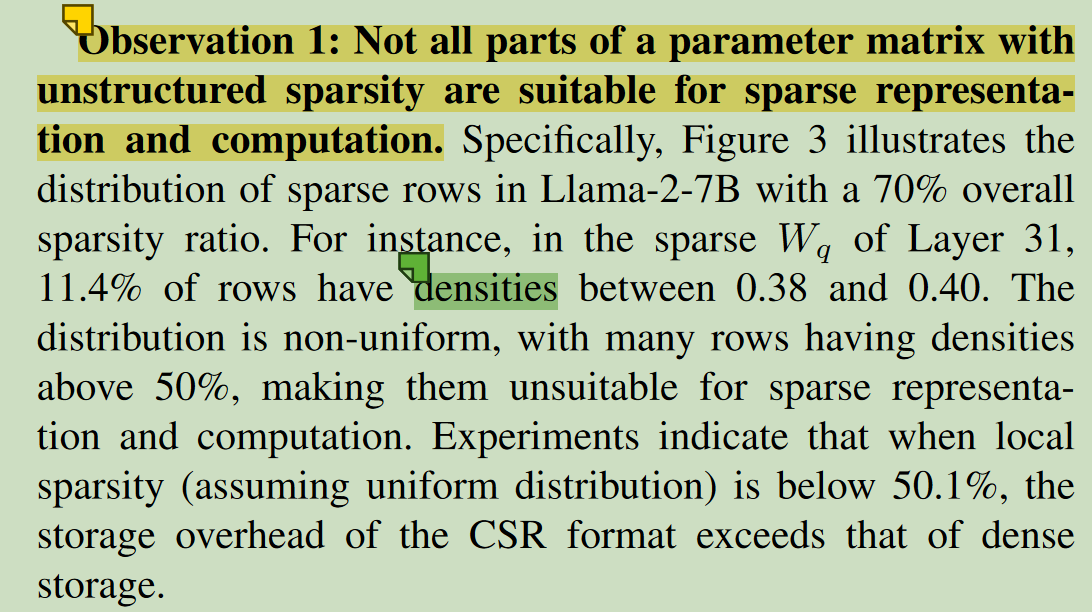 Observation 1: Not all parts of a parameter matrix with
unstructured sparsity are suitable for sparse representa-
tion and computation. Specifically, Figure 3 illustrates the
distribution of sparse rows in Llama-2-7B with a 70% overall
sparsity ratio. For instance, in the sparse W_q of Layer 31,
11.4% of rows have densities between 0.38 and 0.40. The
distribution is non-uniform, with many rows having densities
above 50%, making them unsuitable for sparse representa-
tion and computation. Experiments indicate that when local
sparsity (assuming uniform distribution) is below 50.1%, the
storage overhead of the CSR format exceeds that of dense
storage.